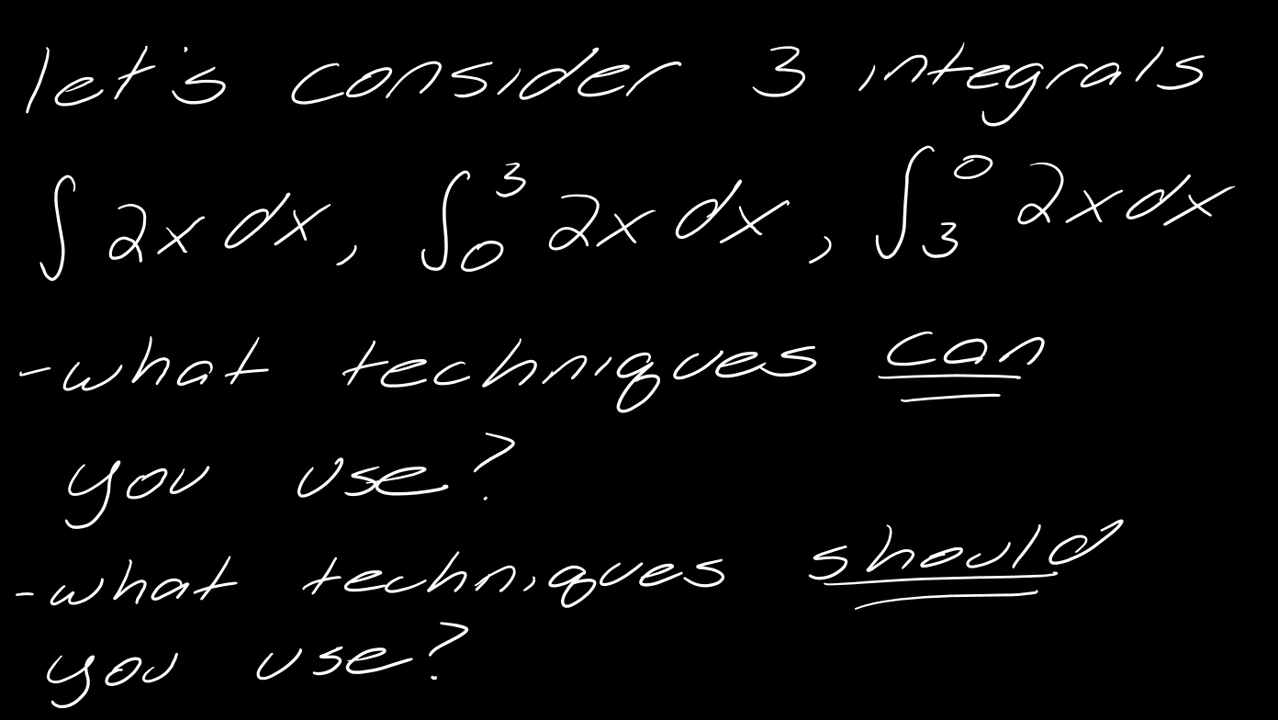 let's consider 3 integrals
∫ 2x dx, ∫₀³ 2x dx, ∫₃⁰ 2x dx
- what techniques can
you use?
- what techniques should
you use?